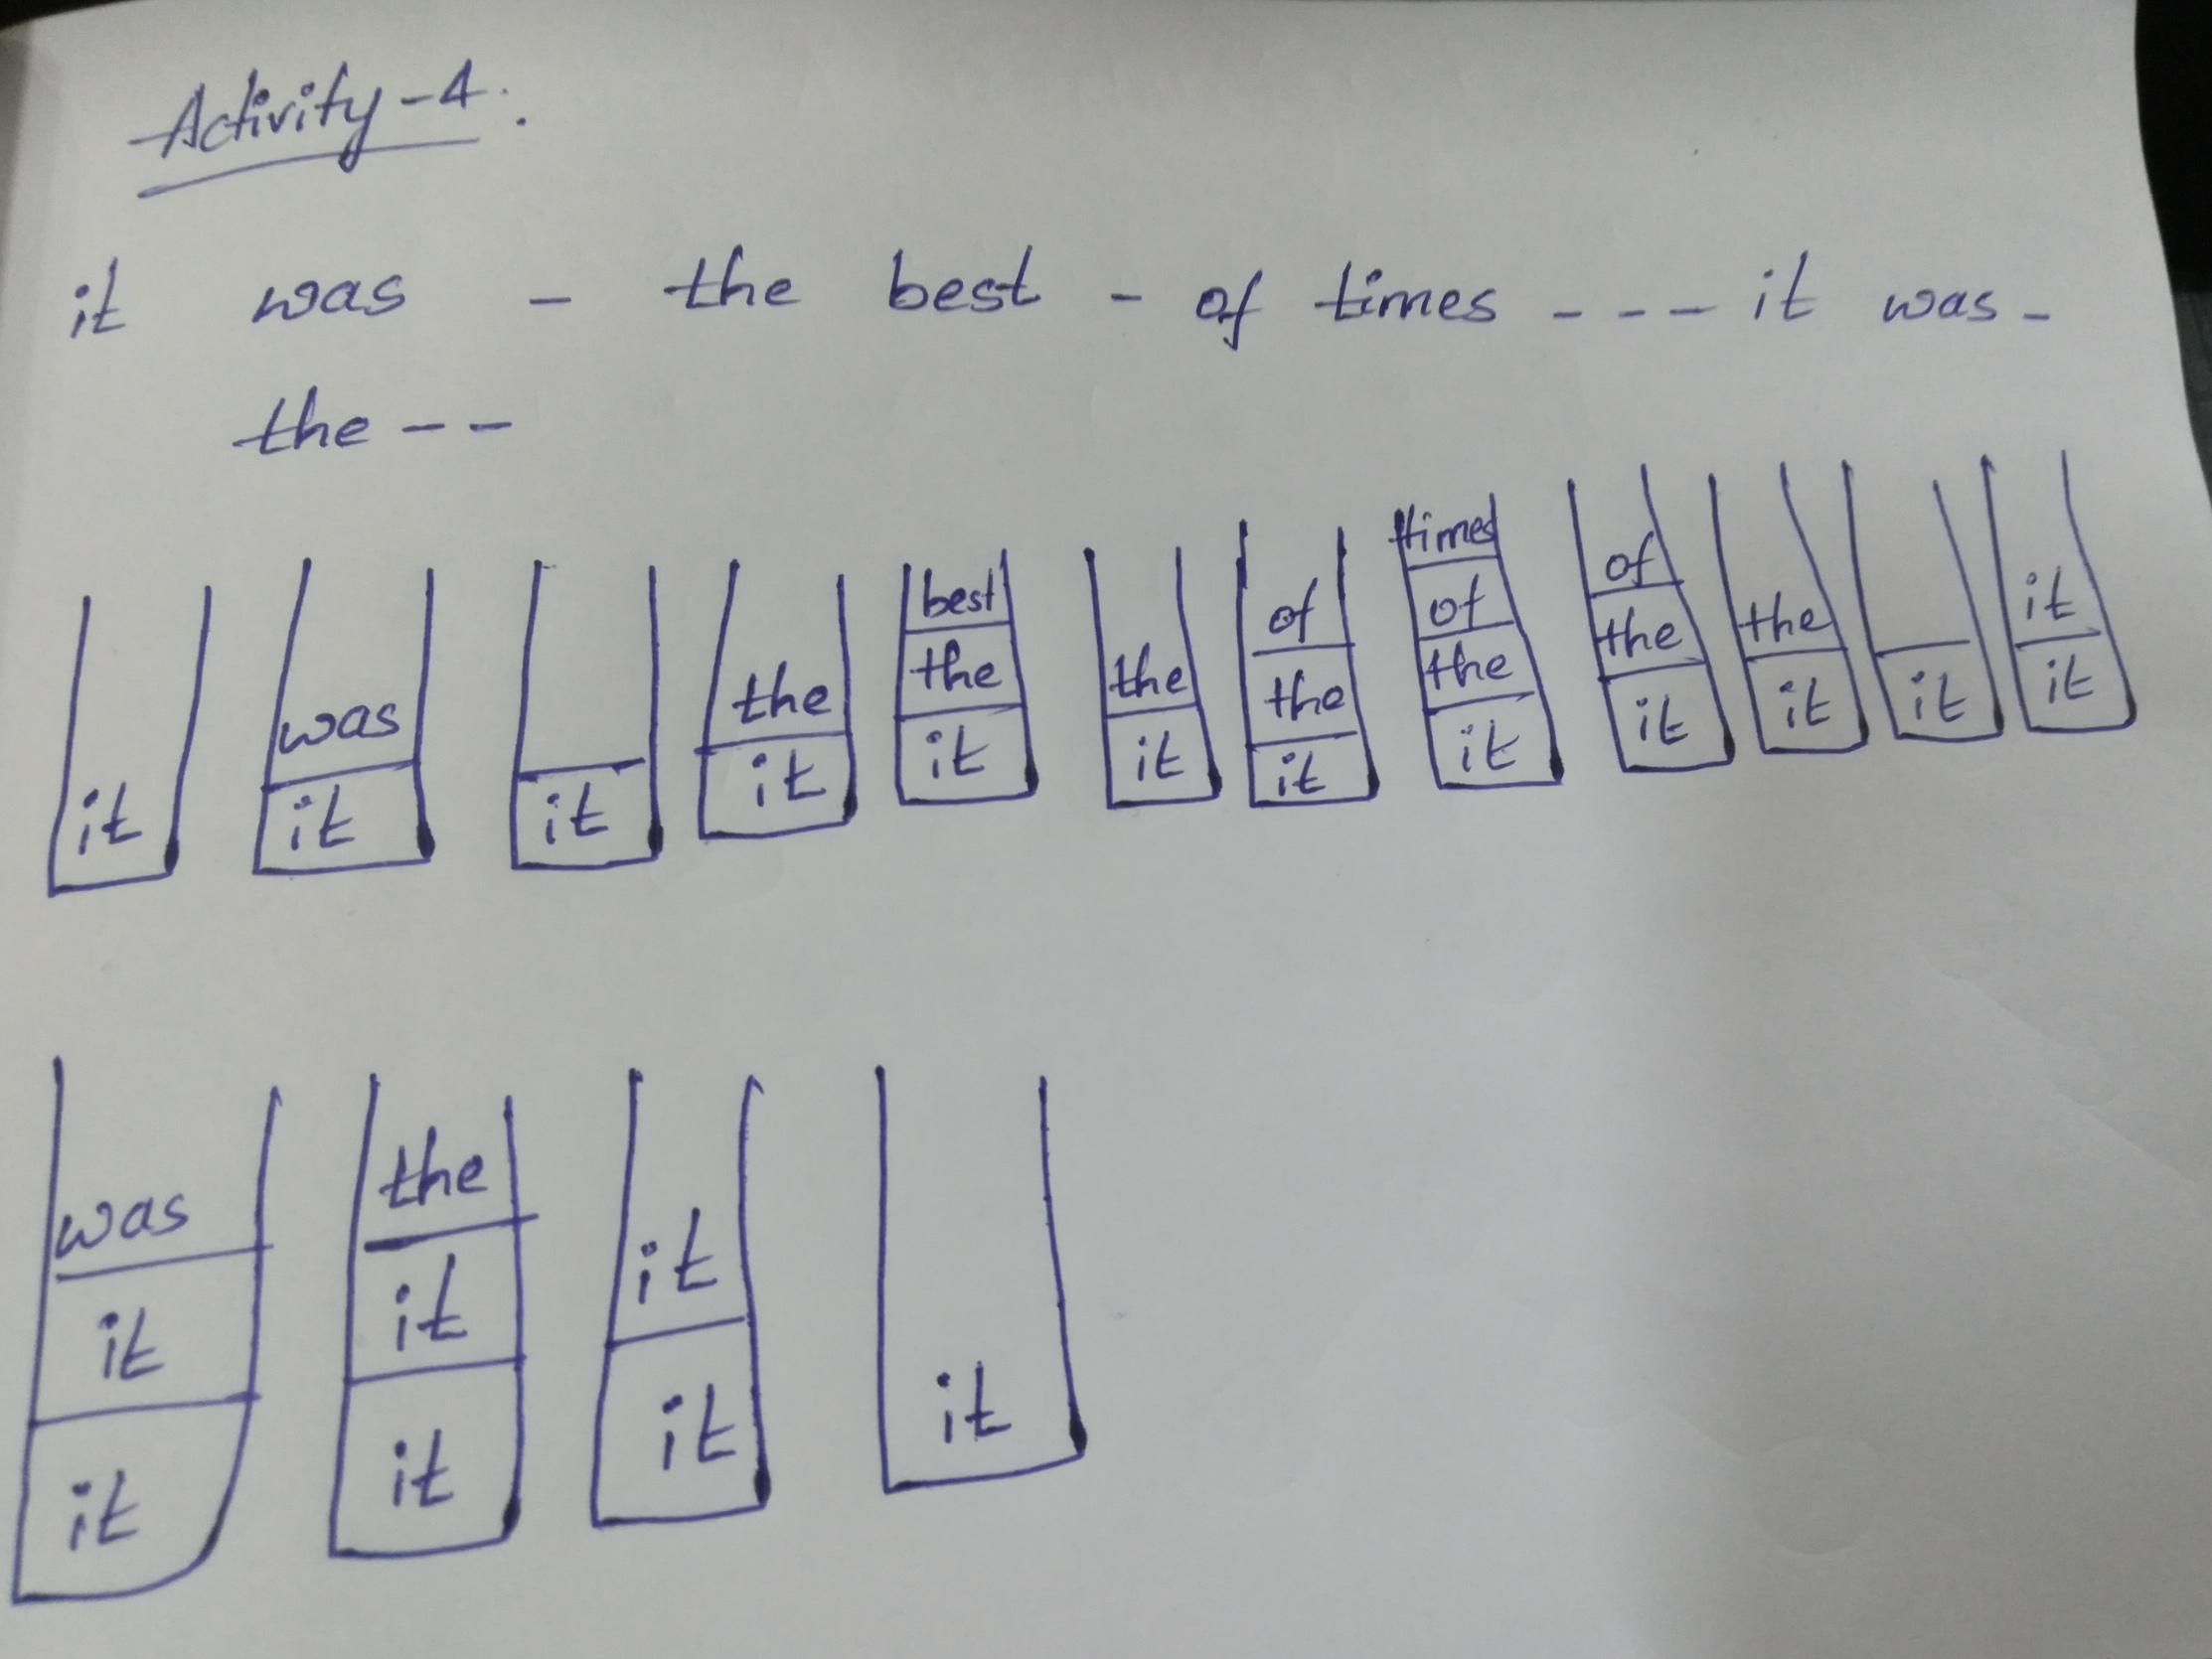 Activity-4:
it was - the best - of times - - - it was -
the - -
it
was
it
it
the
it
best
the
it
the
it
of
the
it
times
of
the
it
of
the
it
the
it
it
it
it
was
it
it
the
it
it
it
it
it